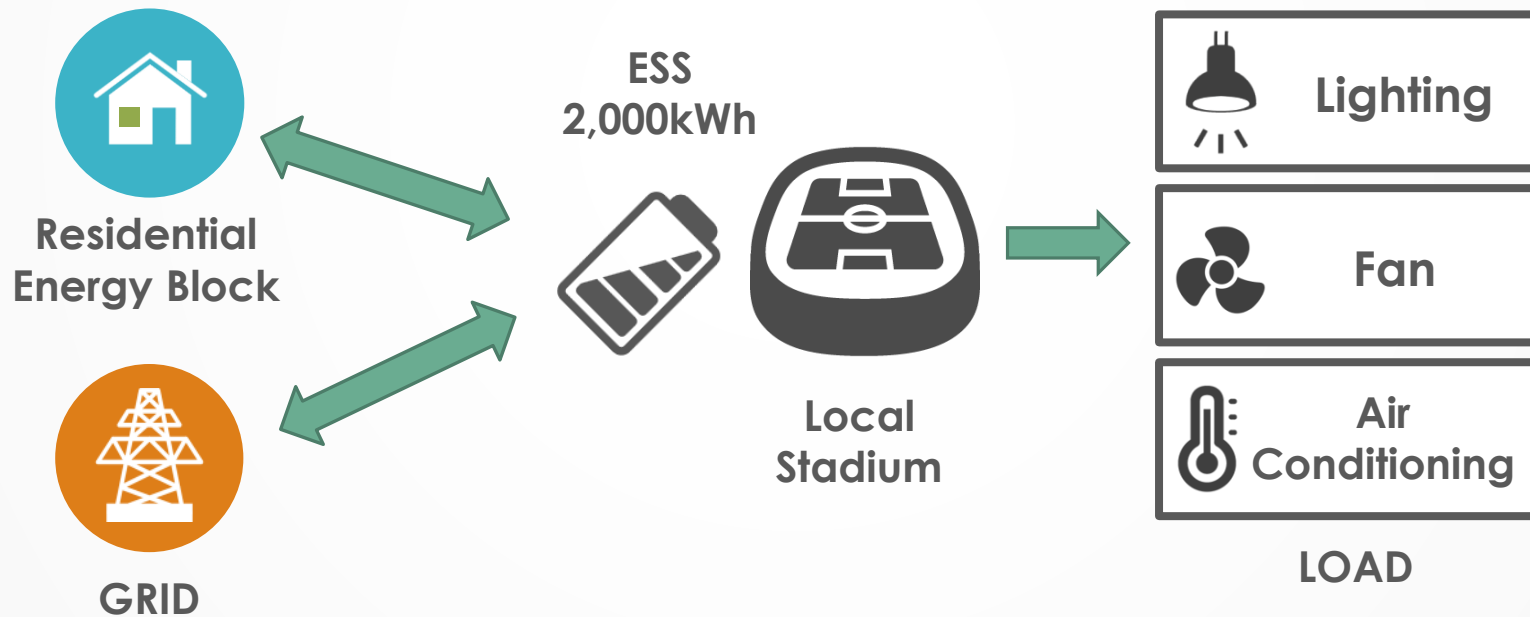 Residential
Energy Block
GRID
ESS
2,000kWh
Local
Stadium
Lighting
Fan
Air
Conditioning
LOAD